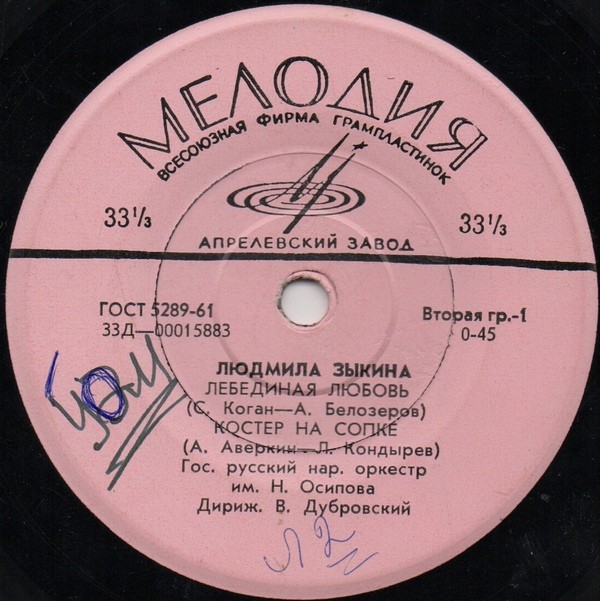 МЕЛОДИЯ
ВСЕСОЮЗНАЯ ФИРМА ГРАМПЛАСТИНОК
33⅓ 33⅓
АПРЕЛЕВСКИЙ ЗАВОД
ГОСТ 5289-61 Вторая гр.-1
33Д—00015883 0-45
ЛЮДМИЛА ЗЫКИНА
ЛЕБЕДИНАЯ ЛЮБОВЬ
(С. Коган—А. Белозеров)
КОСТЕР НА СОПКЕ
(А. Аверкин—Л. Кондырев)
Гос. русский нар. оркестр
им. Н. Осипова
Дириж. В. Дубровский